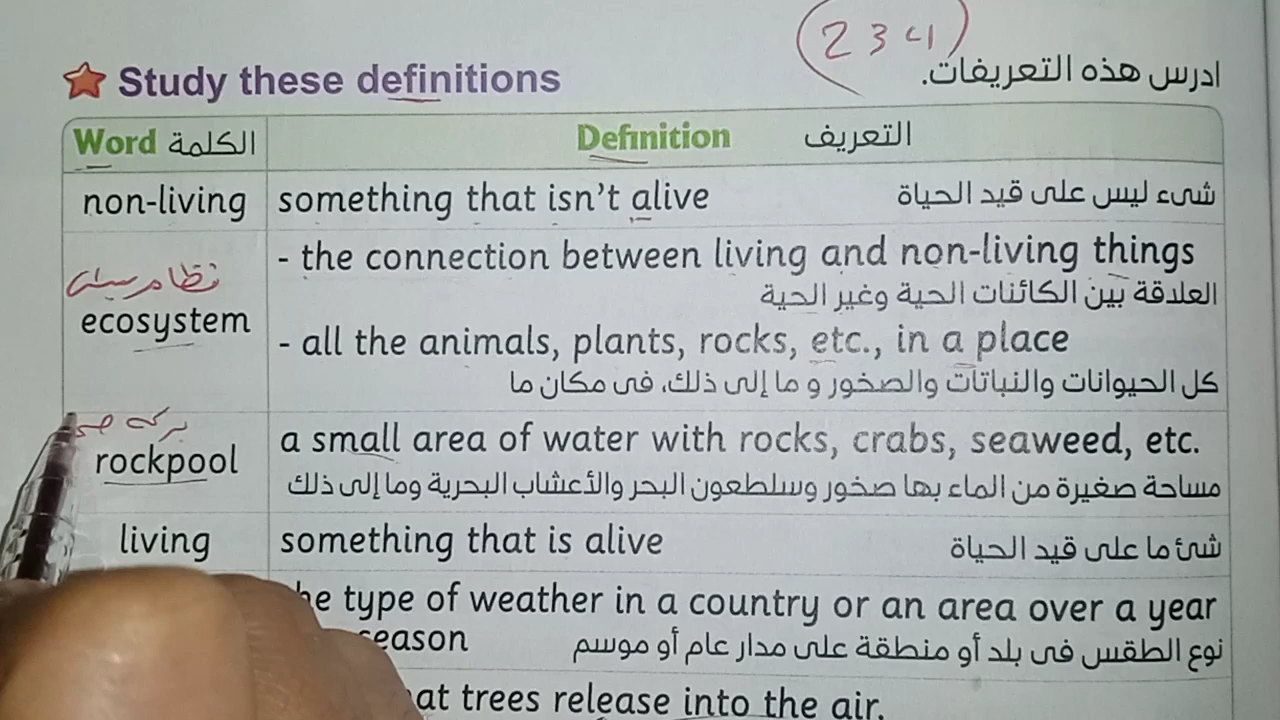 234
Study these definitions ادرس هذه التعريفات.
Word الكلمة Definition التعريف
non-living something that isn't alive شىء ليس على قيد الحياة
- the connection between living and non-living things
نظام العلاقة بين الكائنات الحية وغير الحية
ecosystem - all the animals, plants, rocks, etc., in a place
كل الحيوانات والنباتات والصخور و ما إلى ذلك، فى مكان ما
بركة
rockpool a small area of water with rocks, crabs, seaweed, etc.
مساحة صغيرة من الماء بها صخور وسلطعون البحر والأعشاب البحرية وما إلى ذلك
living something that is alive شئ ما على قيد الحياة
type of weather in a country or an area over a year
season نوع الطقس فى بلد أو منطقة على مدار عام أو موسم
trees release into the air.